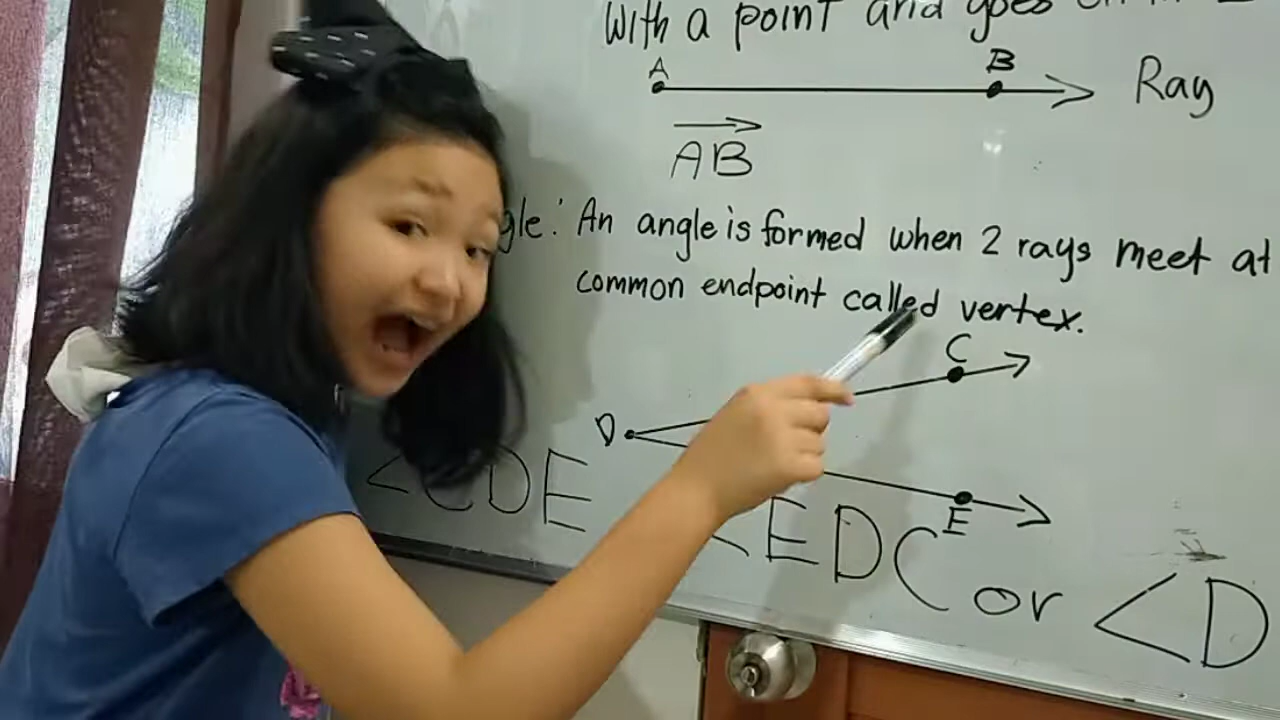 with a point and goes on in
A B
Ray
AB
gle: An angle is formed when 2 rays meet at
common endpoint called vertex.
C
D
E
<CDE <EDC or <D